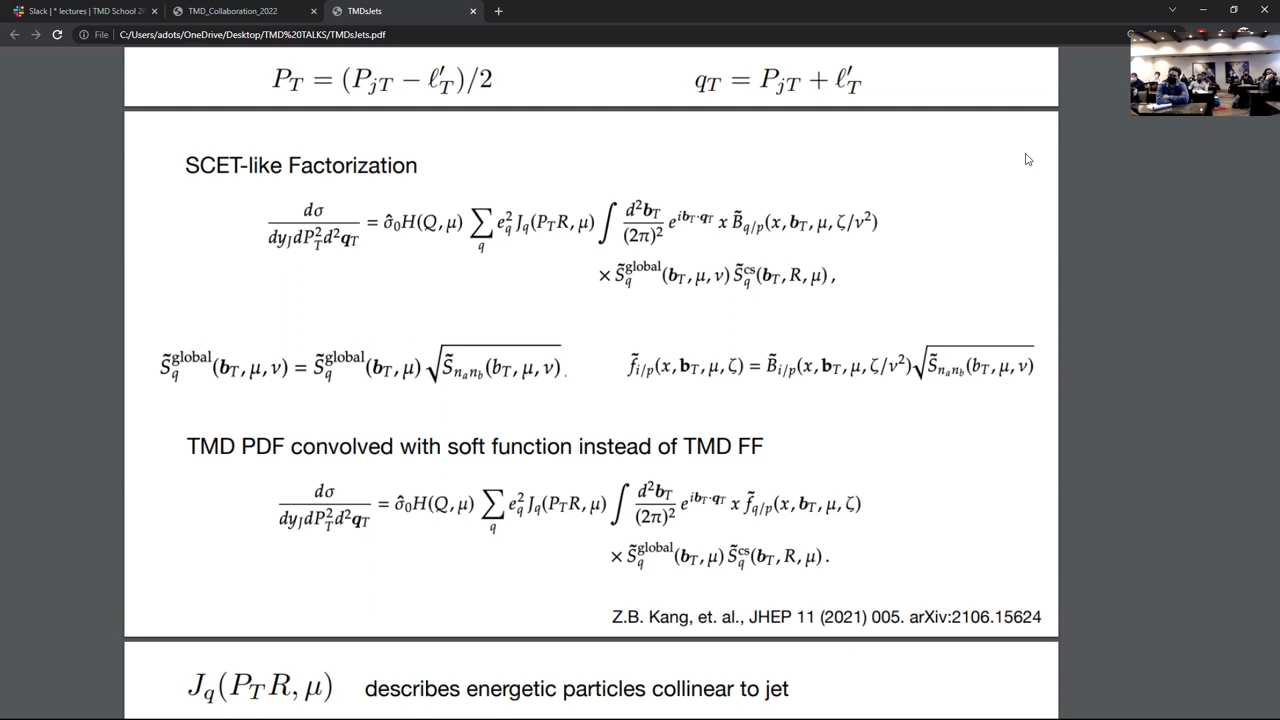 Slack | * lectures | TMD School 2
TMD_Collaboration_2022
TMDsJets
File
C:/Users/adots/OneDrive/Desktop/TMD%20TALKS/TMDsJets.pdf
P_T = (P_{jT} − ℓ'_T)/2    q_T = P_{jT} + ℓ'_T
SCET-like Factorization
dσ/(dy_J dP_T^2 d^2q_T) = σ̂_0 H(Q, μ) ∑_q e_q^2 J_q(P_T R, μ) ∫ d^2b_T/(2π)^2 e^{ib_T·q_T} x B̃_{q/p}(x, b_T, μ, ζ/ν^2)
× S̃_q^{global}(b_T, μ, ν) S̃_q^{cs}(b_T, R, μ) ,
S̃_q^{global}(b_T, μ, ν) = S̃_q^{global}(b_T, μ) √S̃_{n_a n_b}(b_T, μ, ν) .    f̃_{i/p}(x, b_T, μ, ζ) = B̃_{i/p}(x, b_T, μ, ζ/ν^2) √S̃_{n_a n_b}(b_T, μ, ν)
TMD PDF convolved with soft function instead of TMD FF
dσ/(dy_J dP_T^2 d^2q_T) = σ̂_0 H(Q, μ) ∑_q e_q^2 J_q(P_T R, μ) ∫ d^2b_T/(2π)^2 e^{ib_T·q_T} x f̃_{q/p}(x, b_T, μ, ζ)
× S̃_q^{global}(b_T, μ) S̃_q^{cs}(b_T, R, μ) .
Z.B. Kang, et. al., JHEP 11 (2021) 005. arXiv:2106.15624
J_q(P_T R, μ)    describes energetic particles collinear to jet